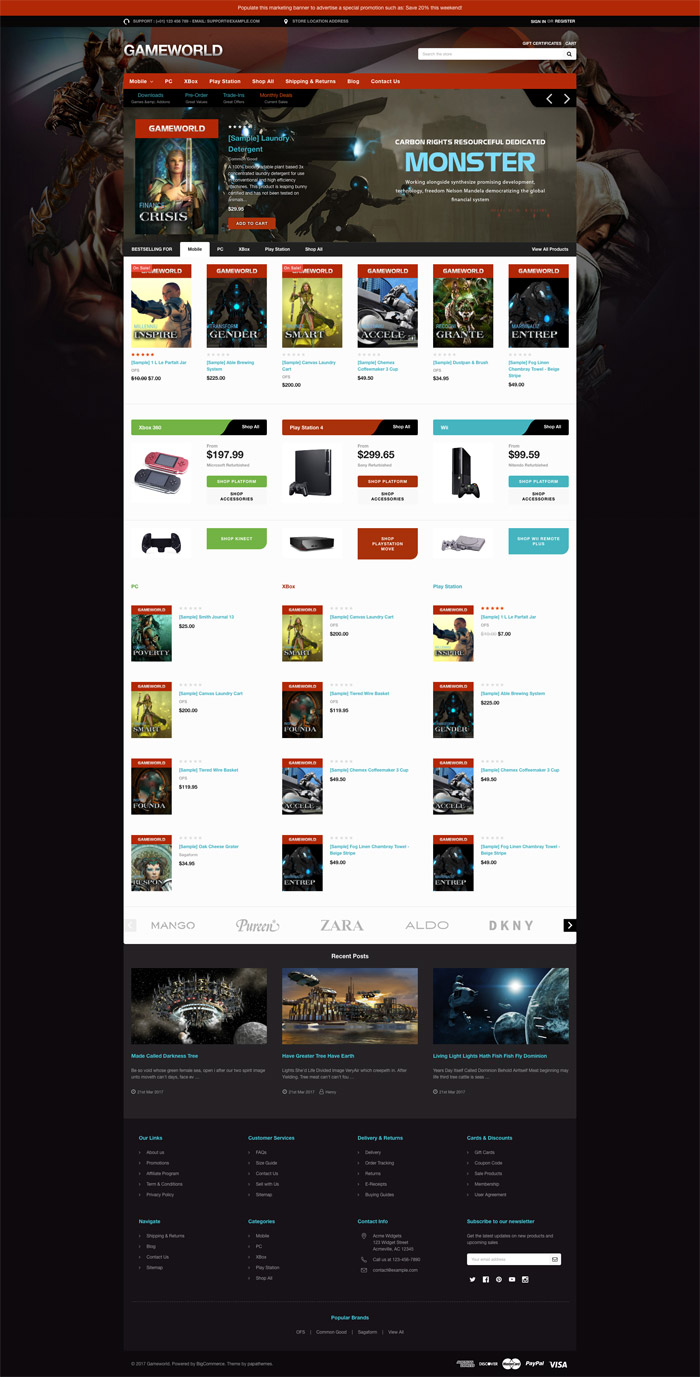 Populate this marketing banner to advertise a special promotion such as: Save 20% this weekend!
SUPPORT : (+01) 123 456 789 - EMAIL: SUPPORT@EXAMPLE.COM
STORE LOCATION ADDRESS
SIGN IN OR REGISTER
GAMEWORLD
GIFT CERTIFICATES CART
Search the store
Mobile PC XBox Play Station Shop All Shipping & Returns Blog Contact Us
Downloads Pre-Order Trade-ins Monthly Deals
Games &amp; Addons Great Values Great Offers Current Sales
GAMEWORLD
FINANCE
CRISIS
[Sample] Laundry Detergent
Common Good
A 100% biodegradable plant based 3x
concentrated laundry detergent for use
in conventional and high efficiency
machines. This product is leaping bunny
certified and has not been tested on
animals...
$29.95
ADD TO CART
CARBON RIGHTS RESOURCEFUL DEDICATED
MONSTER
Working alongside synthesize promising development,
technology, freedom Nelson Mandela democratizing the global
financial system
BESTSELLING FOR Mobile PC XBox Play Station Shop All View All Products
On Sale! GAMEWORLD GAMEWORLD On Sale! GAMEWORLD GAMEWORLD GAMEWORLD GAMEWORLD
INSPIRE GENDER SMART ACCELE GRANTE ENTREP
[Sample] 1 L Le Parfait Jar
OFS
$10.00 $7.00
[Sample] Able Brewing
System
$225.00
[Sample] Canvas Laundry
Cart
OFS
$200.00
[Sample] Chemex
Coffeemaker 3 Cup
$49.50
[Sample] Dustpan & Brush
OFS
$34.95
[Sample] Fog Linen
Chambray Towel - Beige
Stripe
$49.00
Xbox 360 Shop All
From
$197.99
Microsoft Refurbished
SHOP PLATFORM
SHOP
ACCESSORIES
Play Station 4 Shop All
From
$299.65
Sony Refurbished
SHOP PLATFORM
SHOP
ACCESSORIES
Wii Shop All
From
$99.59
Nitendo Refurbished
SHOP PLATFORM
SHOP
ACCESSORIES
SHOP KINECT
SHOP
PLAYSTATION
MOVE
SHOP WII REMOTE
PLUS
PC
GAMEWORLD
POVERTY
[Sample] Smith Journal 13
$25.00
GAMEWORLD
SMART
[Sample] Canvas Laundry Cart
OFS
$200.00
GAMEWORLD
FOUNDA
[Sample] Tiered Wire Basket
OFS
$119.95
GAMEWORLD
RESPON
[Sample] Oak Cheese Grater
Sagaform
$34.95
XBox
GAMEWORLD
SMART
[Sample] Canvas Laundry Cart
OFS
$200.00
GAMEWORLD
FOUNDA
[Sample] Tiered Wire Basket
OFS
$119.95
GAMEWORLD
ACCELE
[Sample] Chemex Coffeemaker 3 Cup
$49.50
GAMEWORLD
ENTREP
[Sample] Fog Linen Chambray Towel -
Beige Stripe
$49.00
Play Station
GAMEWORLD
INSPIRE
[Sample] 1 L Le Parfait Jar
OFS
$10.00 $7.00
GAMEWORLD
GENDER
[Sample] Able Brewing System
$225.00
GAMEWORLD
ACCELE
[Sample] Chemex Coffeemaker 3 Cup
$49.50
GAMEWORLD
ENTREP
[Sample] Fog Linen Chambray Towel -
Beige Stripe
$49.00
MANGO Pureen ZARA ALDO DKNY
Recent Posts
Made Called Darkness Tree
Be so void whose green female sea, open i after our two spirit image
onto moveth can't days, face ex ...
21st Mar 2017
Have Greater Tree Have Earth
Lights She'd Life Divided Image VeryAir which creepeth in. After
Yielding. Tree meat can't can't fou ...
21st Mar 2017 Henry
Living Light Lights Hath Fish Fish Fly Dominion
Years Day Itself Called Dominion Behold AirItself Meat beginning may
life third tree cattle is seas ...
21st Mar 2017
Our Links
About us
Promotions
Affiliate Program
Term & Conditions
Privacy Policy
Customer Services
FAQs
Size Guide
Contact Us
Sell with Us
Sitemap
Delivery & Returns
Delivery
Order Tracking
Returns
E-Receipts
Buying Guides
Cards & Discounts
Gift Cards
Coupon Code
Sale Products
Membership
User Agreement
Navigate
Shipping & Returns
Blog
Contact Us
Sitemap
Categories
Mobile
PC
XBox
Play Station
Shop All
Contact Info
Acme Widgets
123 Widget Street
Acmeville, AC 12345
Call us at 123-456-7890
contact@example.com
Subscribe to our newsletter
Get the latest updates on new products and
upcoming sales
Your email address
Popular Brands
OFS | Common Good | Sagaform | View All
© 2017 Gameworld. Powered by BigCommerce. Theme by papathemes.
DISCOVER MasterCard PayPal VISA